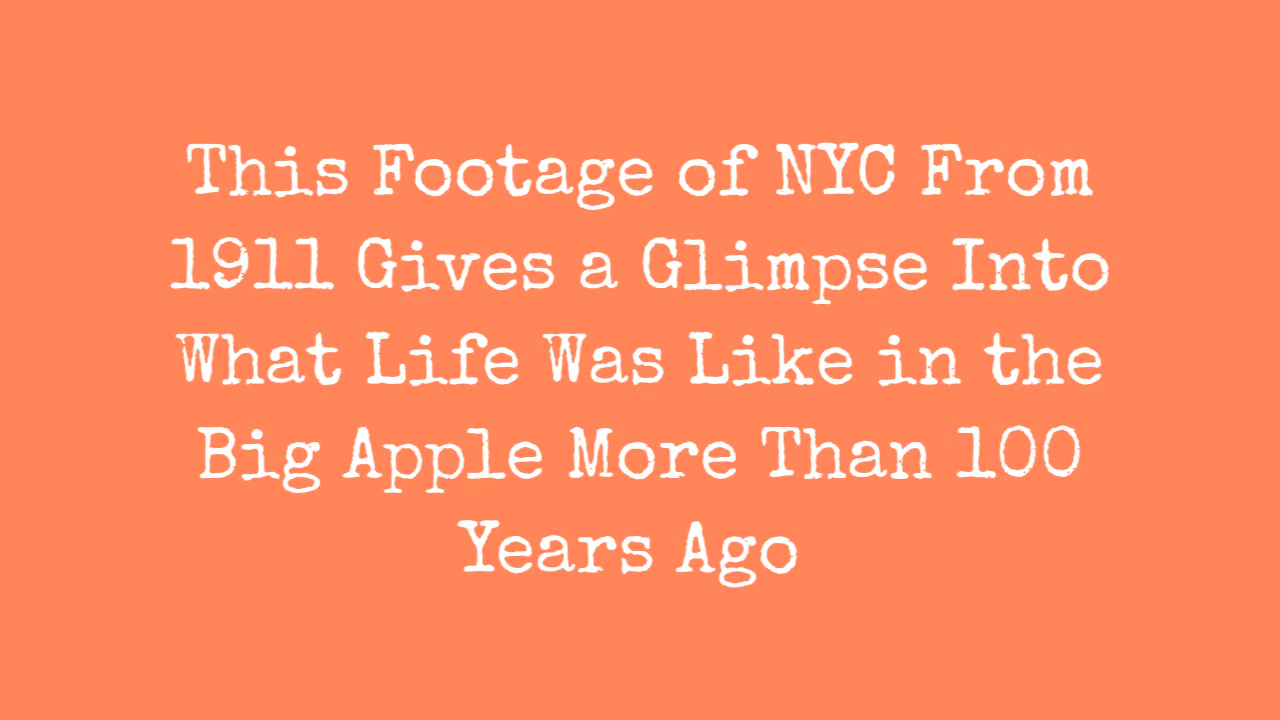 This Footage of NYC From
1911 Gives a Glimpse Into
What Life Was Like in the
Big Apple More Than 100
Years Ago